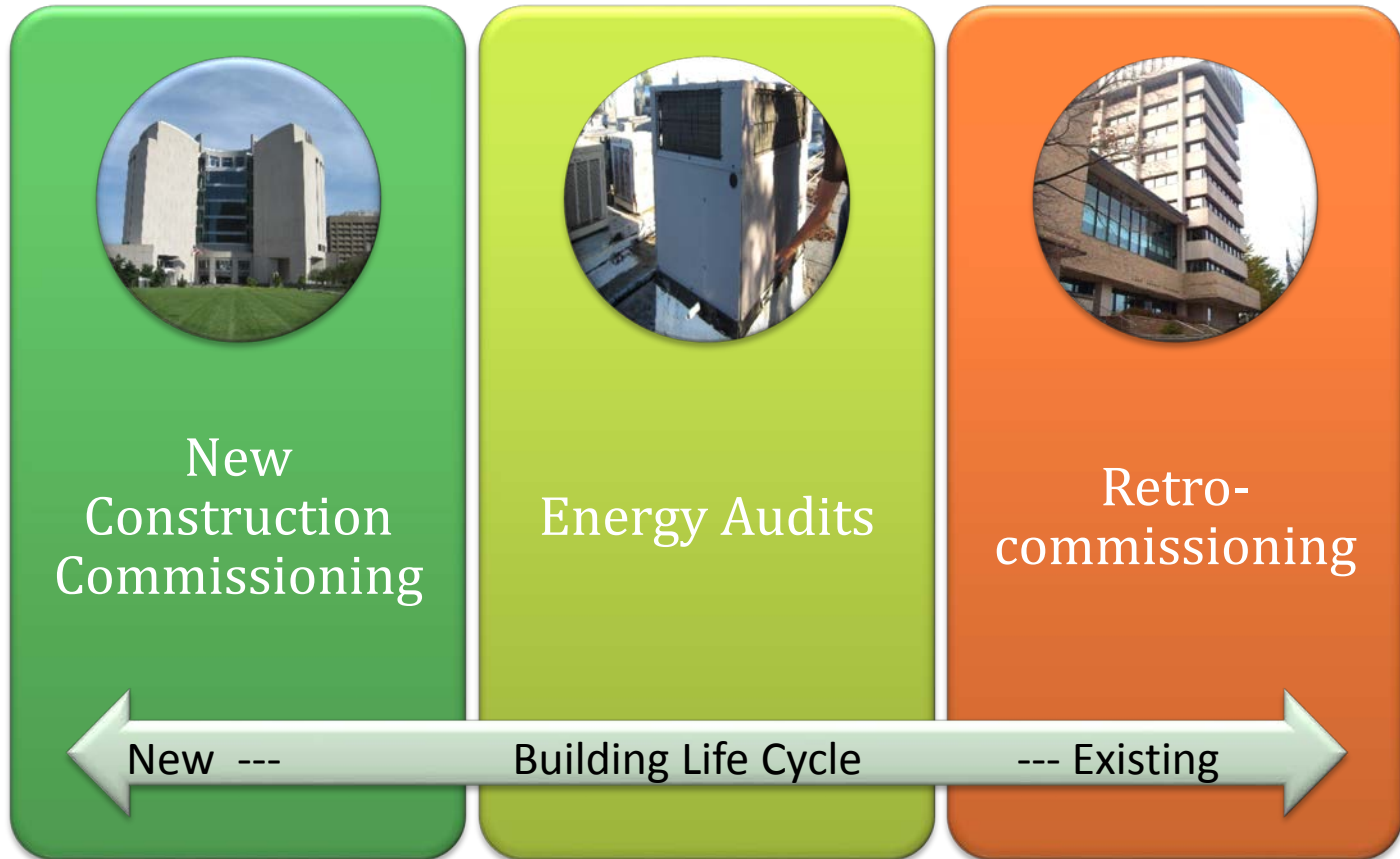 New
Construction
Commissioning
Energy Audits
Retro-
commissioning
New --- Building Life Cycle --- Existing